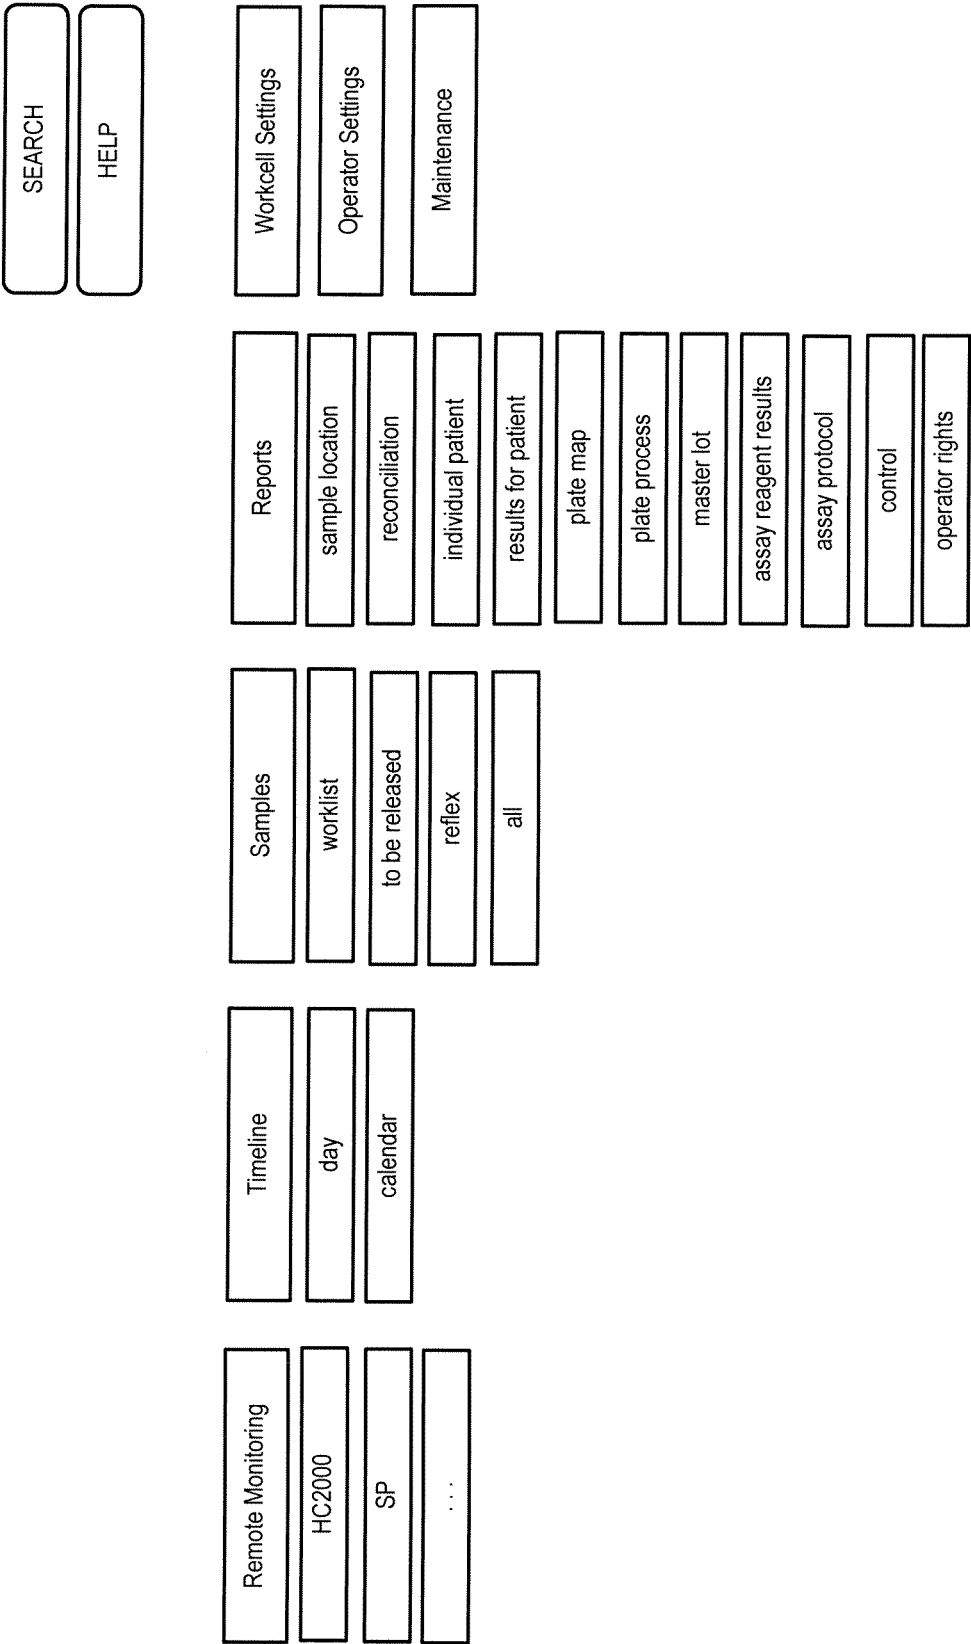 SEARCH
HELP
Remote Monitoring
HC2000
SP
. . .
Timeline
day
calendar
Samples
worklist
to be released
reflex
all
Reports
sample location
reconciliation
individual patient
results for patient
plate map
plate process
master lot
assay reagent results
assay protocol
control
operator rights
Workcell Settings
Operator Settings
Maintenance